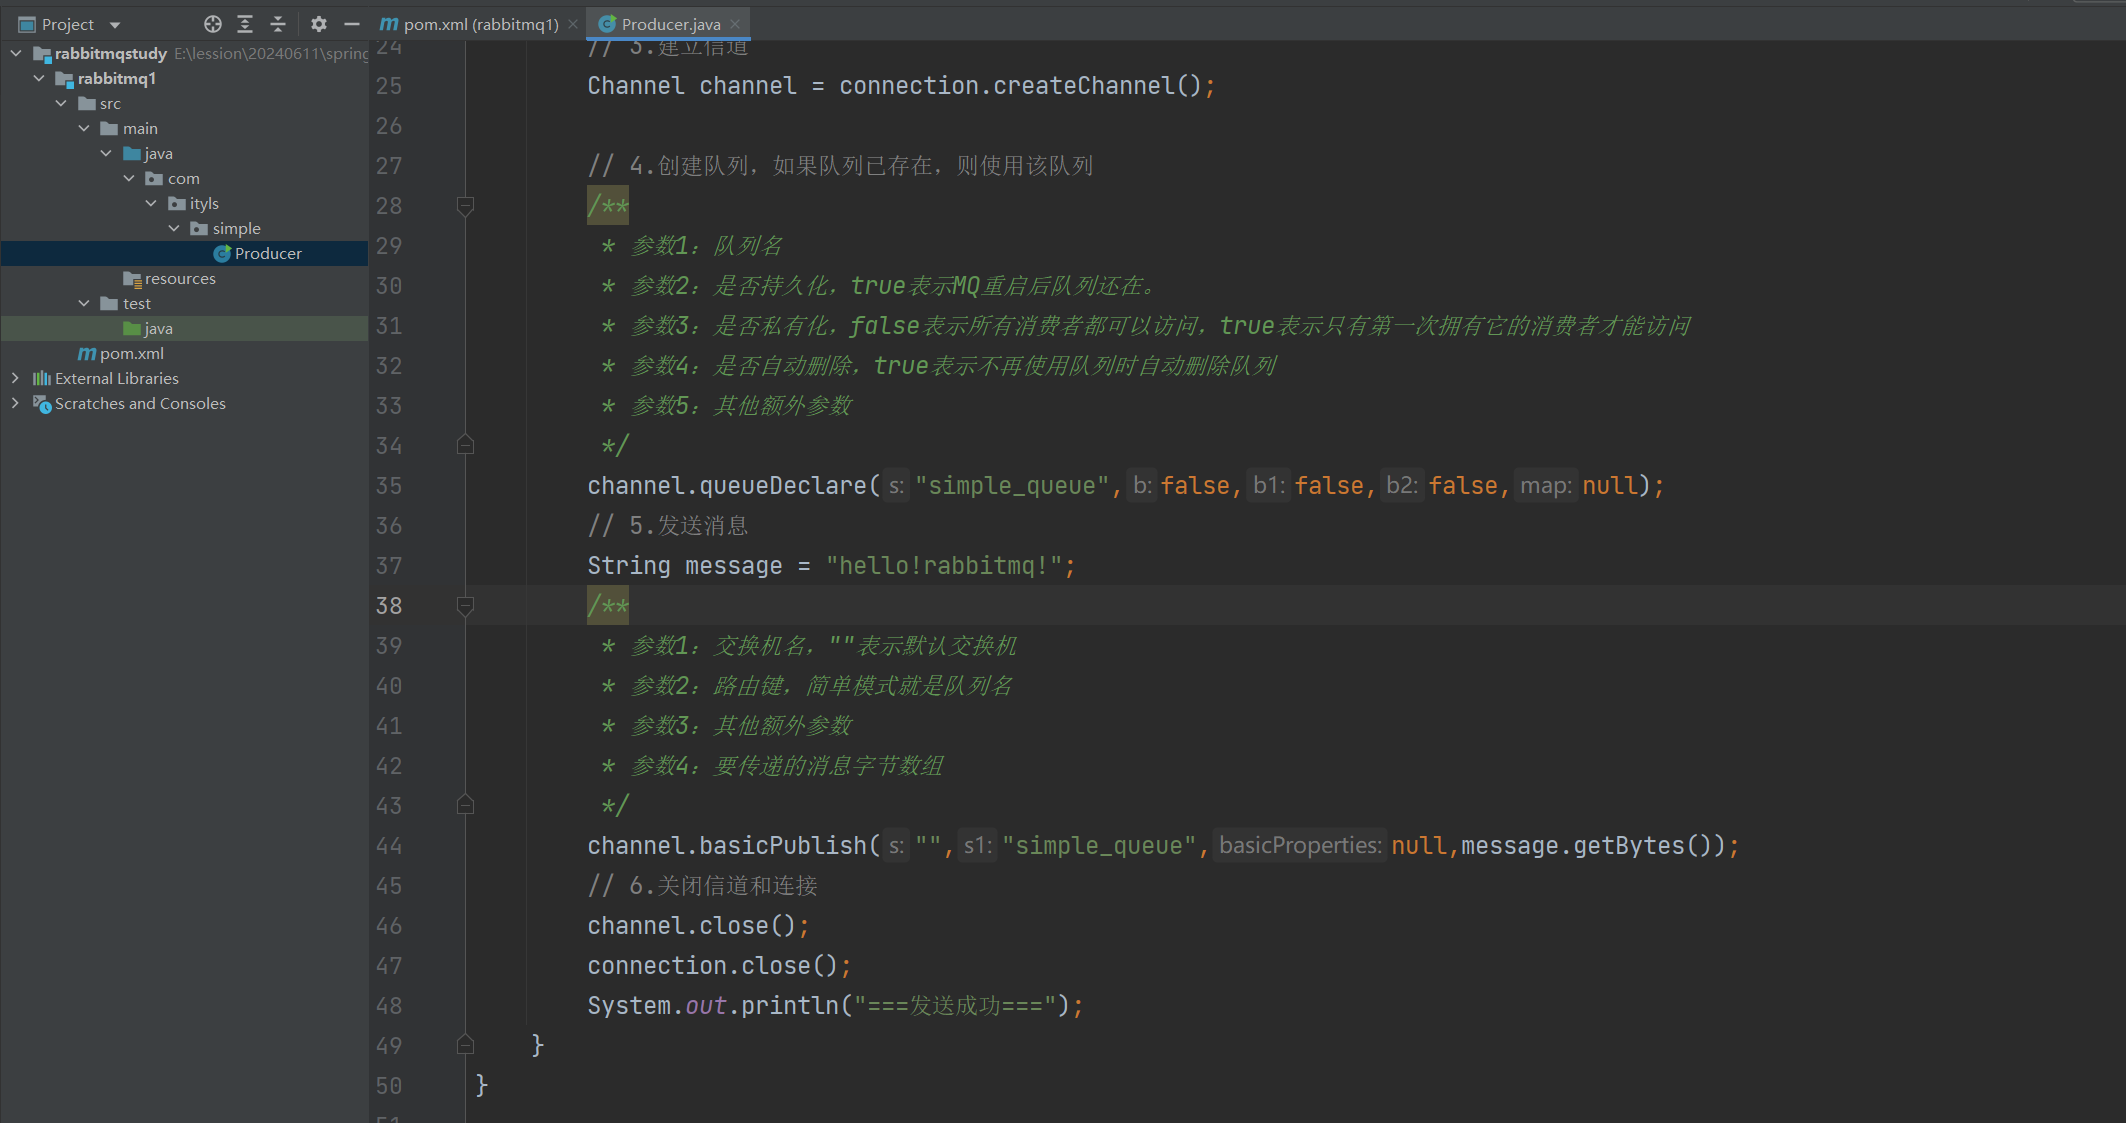 Project
pom.xml (rabbitmq1)
Producer.java
rabbitmqstudy E:\lession\20240611\spring
rabbitmq1
src
main
java
com
ityls
simple
Producer
resources
test
java
pom.xml
External Libraries
Scratches and Consoles
24 // 3.建立信道
25 Channel channel = connection.createChannel();
26
27 // 4.创建队列，如果队列已存在，则使用该队列
28 /**
29 * 参数1：队列名
30 * 参数2：是否持久化，true表示MQ重启后队列还在。
31 * 参数3：是否私有化，false表示所有消费者都可以访问，true表示只有第一次拥有它的消费者才能访问
32 * 参数4：是否自动删除，true表示不再使用队列时自动删除队列
33 * 参数5：其他额外参数
34 */
35 channel.queueDeclare( s: "simple_queue", b: false, b1: false, b2: false, map: null);
36 // 5.发送消息
37 String message = "hello!rabbitmq!";
38 /**
39 * 参数1：交换机名，""表示默认交换机
40 * 参数2：路由键，简单模式就是队列名
41 * 参数3：其他额外参数
42 * 参数4：要传递的消息字节数组
43 */
44 channel.basicPublish( s: "", s1: "simple_queue", basicProperties: null,message.getBytes());
45 // 6.关闭信道和连接
46 channel.close();
47 connection.close();
48 System.out.println("===发送成功===");
49 }
50 }
51